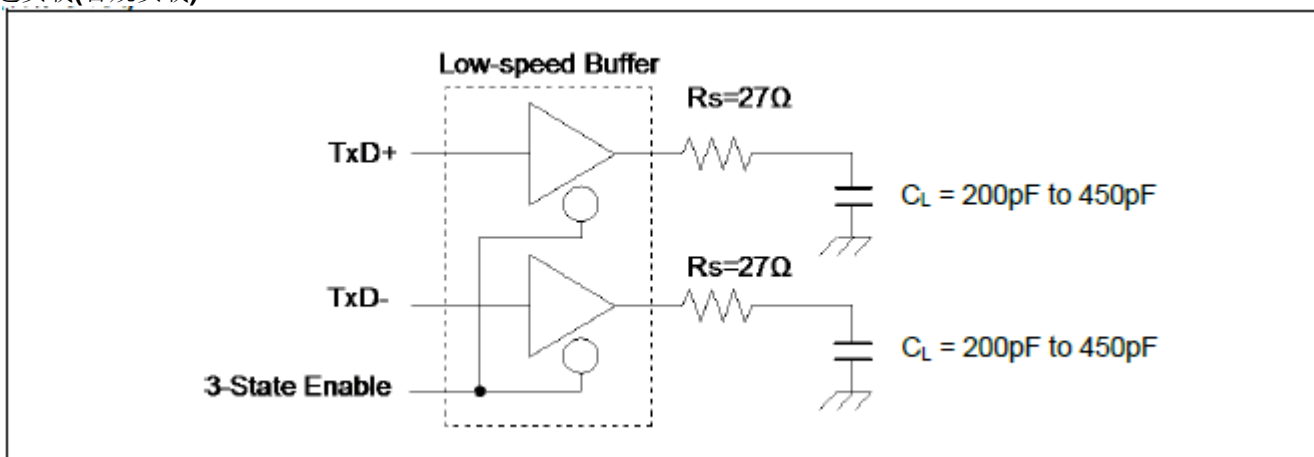 Low-speed Buffer
Rs=27Ω
TxD+
C_L = 200pF to 450pF
Rs=27Ω
TxD-
C_L = 200pF to 450pF
3-State Enable